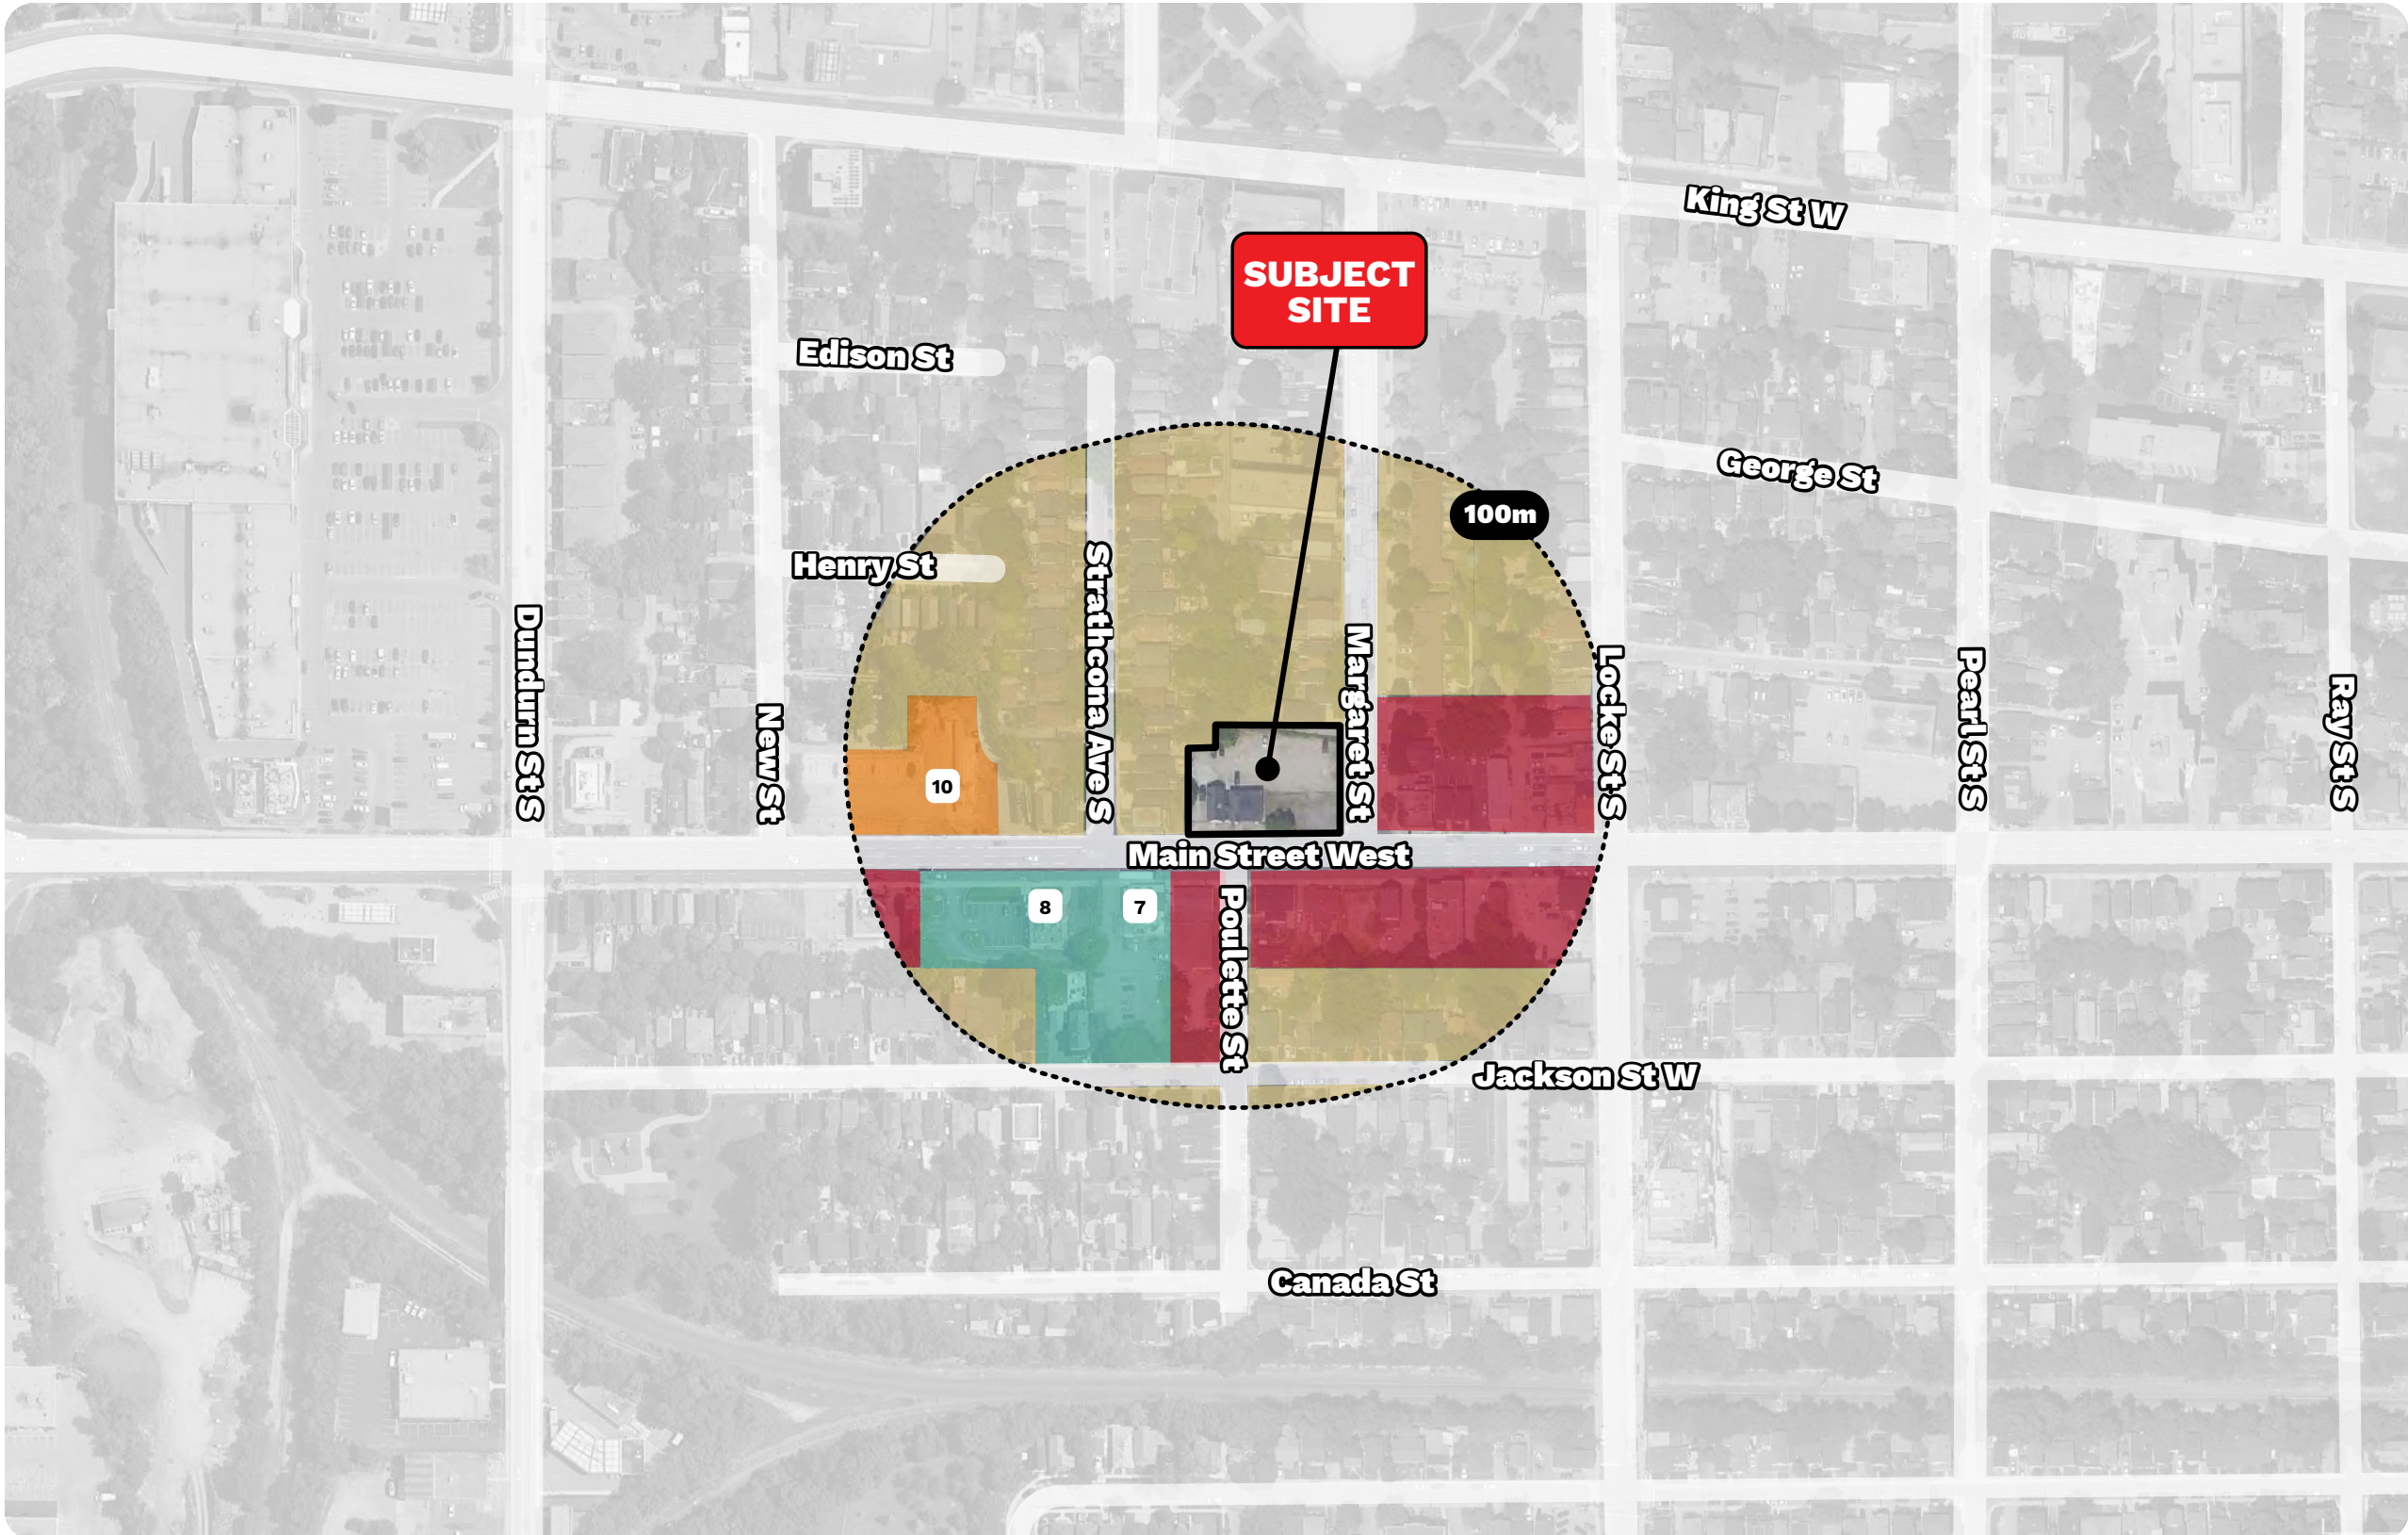 King St W
SUBJECT
SITE
Edison St
George St
100m
Henry St
Strathcona Ave S
Dundurn St S
Margaret St
Locke St S
Pearl St S
Ray St S
New St
10
Main Street West
8
7
Poulette St
Jackson St W
Canada St